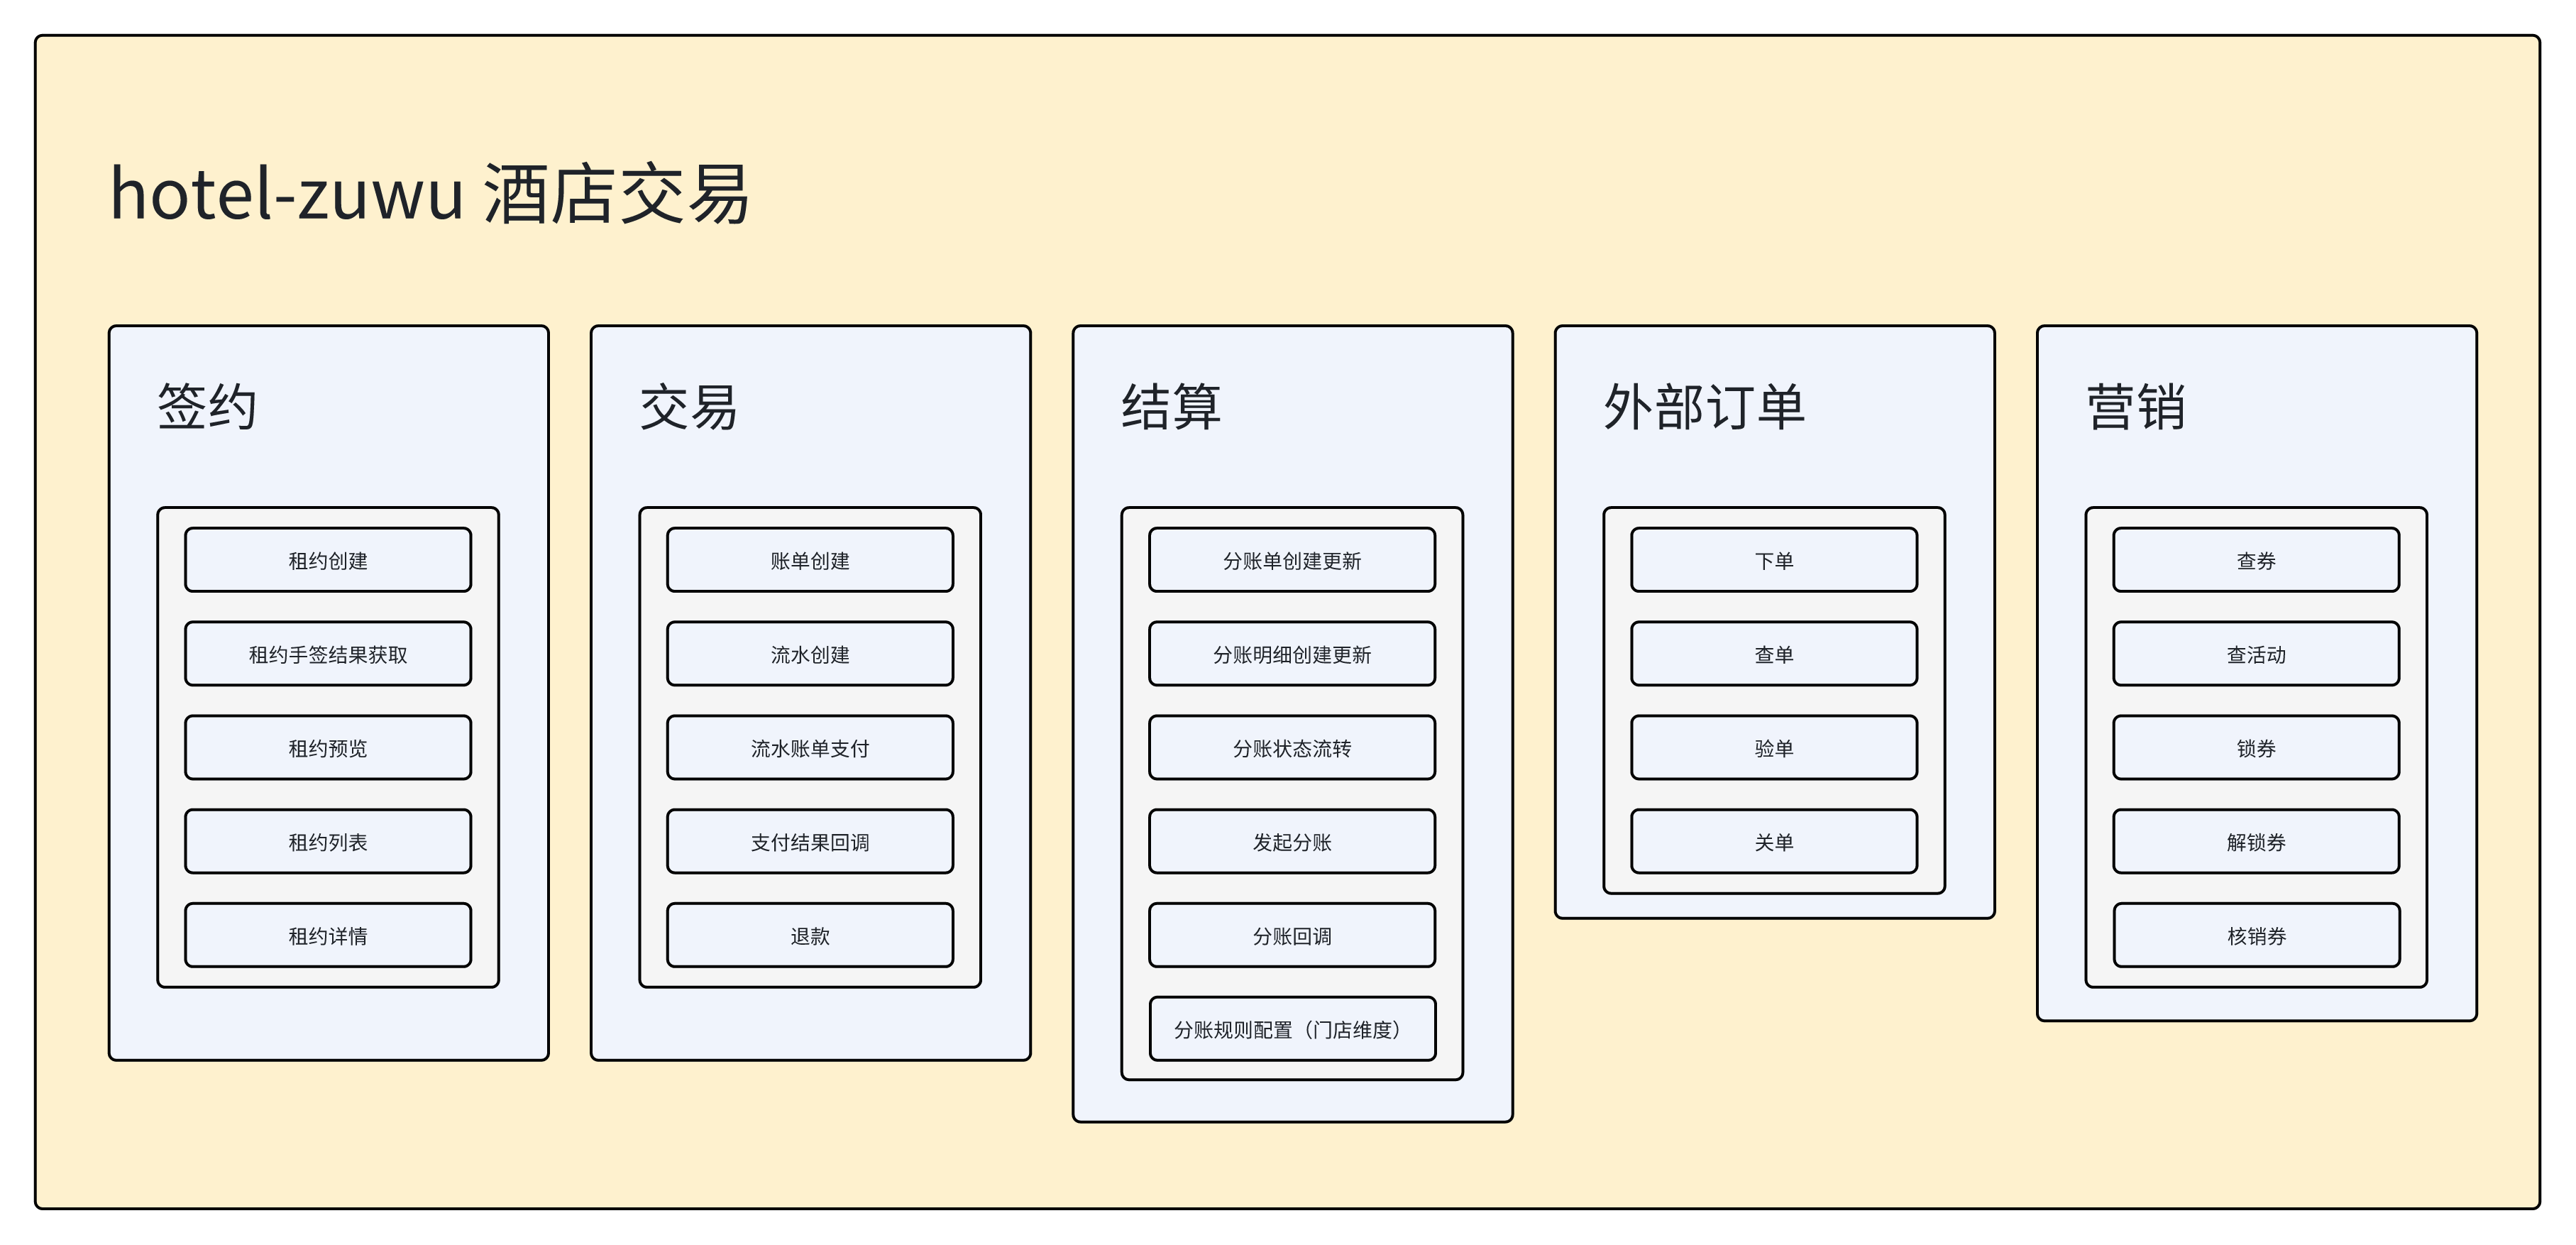 hotel-zuwu 酒店交易
签约
租约创建
租约手签结果获取
租约预览
租约列表
租约详情
交易
账单创建
流水创建
流水账单支付
支付结果回调
退款
结算
分账单创建更新
分账明细创建更新
分账状态流转
发起分账
分账回调
分账规则配置（门店维度）
外部订单
下单
查单
验单
关单
营销
查券
查活动
锁券
解锁券
核销券